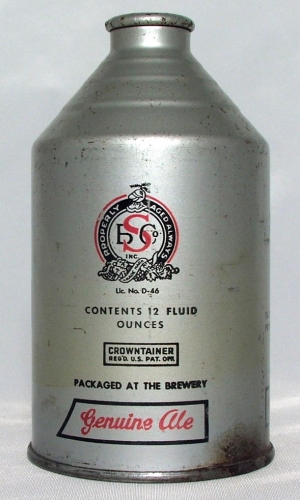 PROPERLY AGED ALWAYS
B S Co
INC.
Lic. No. D-46
CONTENTS 12 FLUID
OUNCES
CROWNTAINER
REG'D. U.S. PAT. OFF.
PACKAGED AT THE BREWERY
Genuine Ale